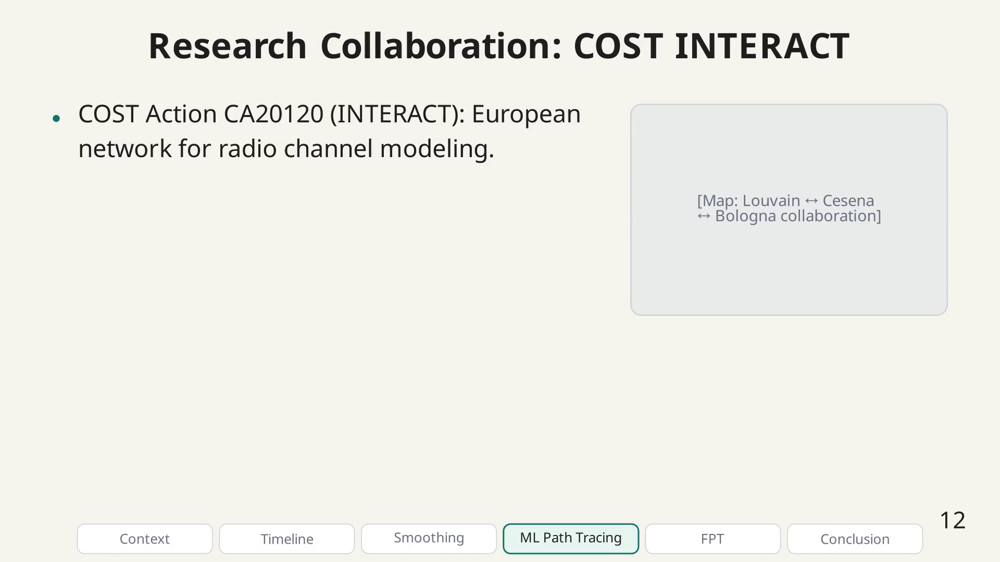 Research Collaboration: COST INTERACT
• COST Action CA20120 (INTERACT): European
network for radio channel modeling.
[Map: Louvain ↔ Cesena
↔ Bologna collaboration]
12
Context
Timeline
Smoothing
ML Path Tracing
FPT
Conclusion